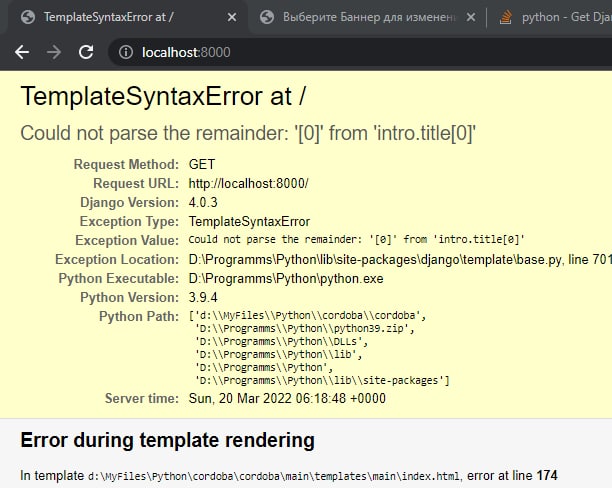 TemplateSyntaxError at /
Выберите Баннер для изменени
python - Get Dja
localhost:8000
TemplateSyntaxError at /
Could not parse the remainder: '[0]' from 'intro.title[0]'
Request Method: GET
Request URL: http://localhost:8000/
Django Version: 4.0.3
Exception Type: TemplateSyntaxError
Exception Value: Could not parse the remainder: '[0]' from 'intro.title[0]'
Exception Location: D:\Programms\Python\lib\site-packages\django\template\base.py, line 701
Python Executable: D:\Programms\Python\python.exe
Python Version: 3.9.4
Python Path: ['d:\\MyFiles\\Python\\cordoba\\cordoba',
'D:\\Programms\\Python\\python39.zip',
'D:\\Programms\\Python\\DLLs',
'D:\\Programms\\Python\\lib',
'D:\\Programms\\Python',
'D:\\Programms\\Python\\lib\\site-packages']
Server time: Sun, 20 Mar 2022 06:18:48 +0000
Error during template rendering
In template d:\MyFiles\Python\cordoba\cordoba\main\templates\main\index.html, error at line 174